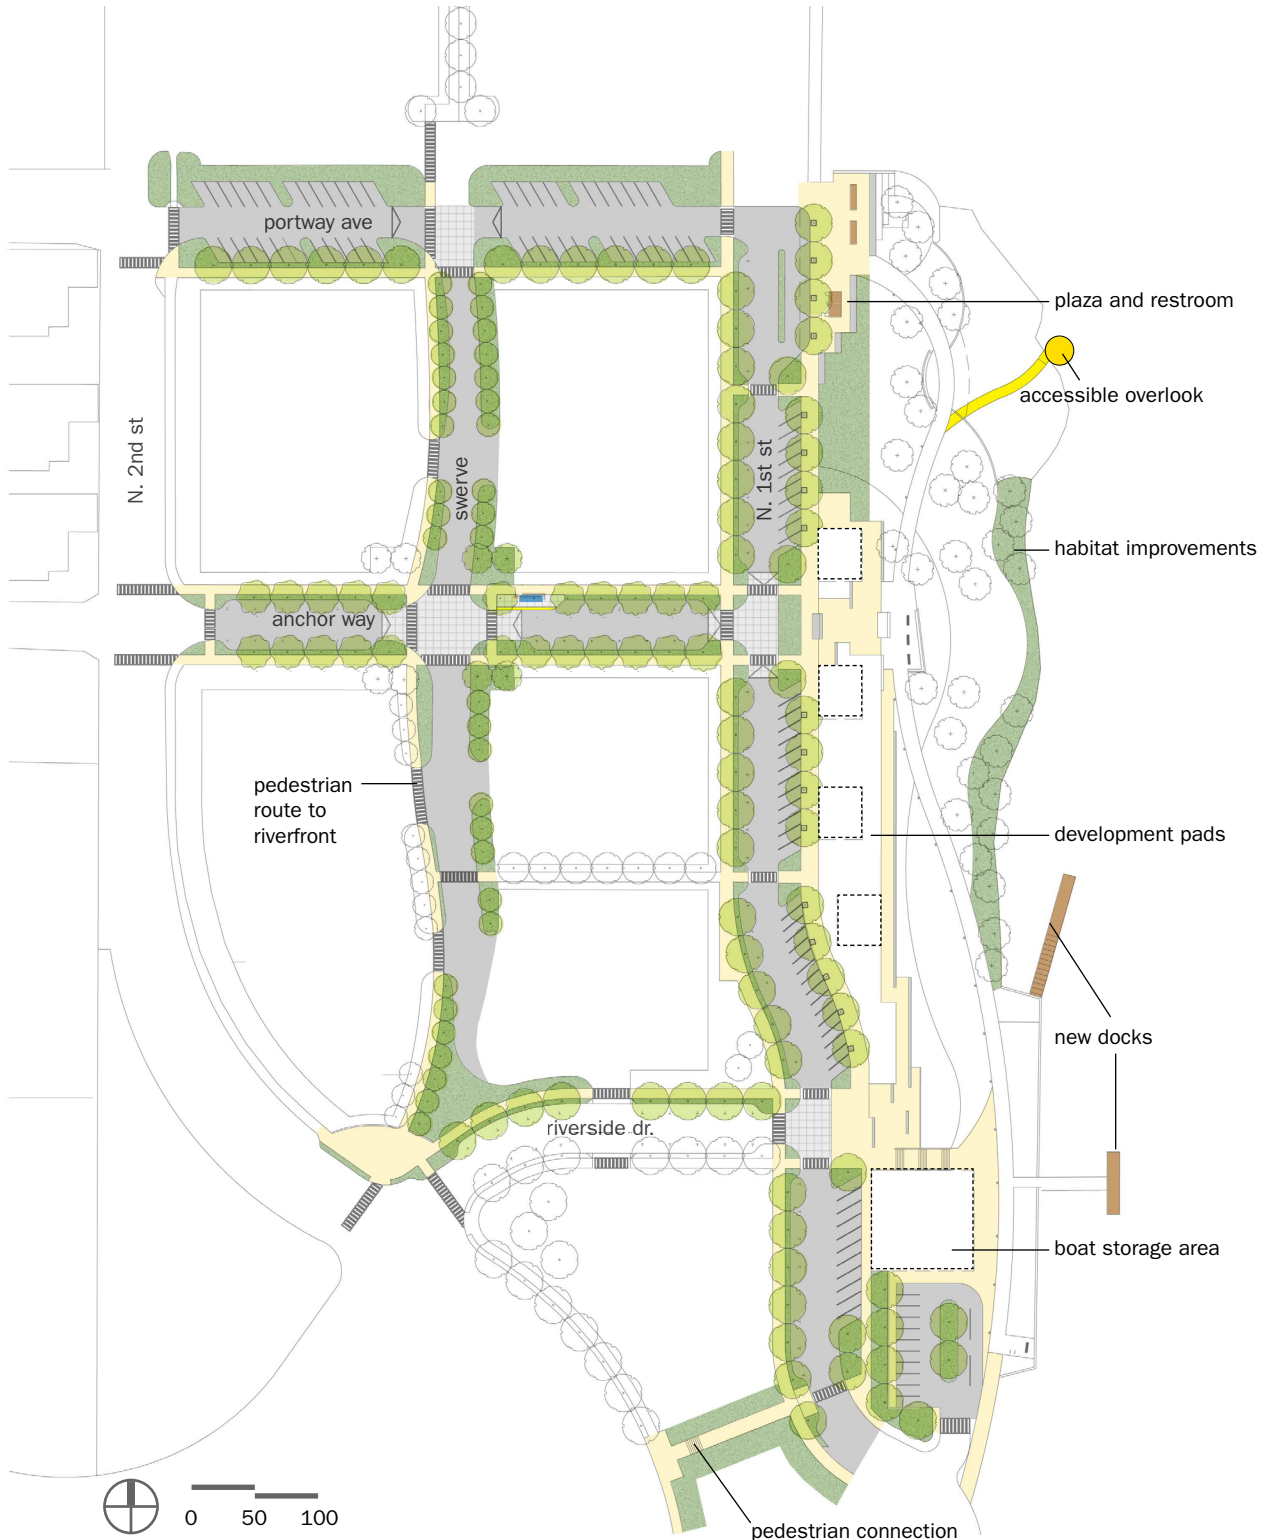 portway ave
plaza and restroom
accessible overlook
N. 2nd st
swerve
N. 1st st
habitat improvements
anchor way
pedestrian
route to
riverfront
development pads
new docks
riverside dr.
boat storage area
0 50 100
pedestrian connection